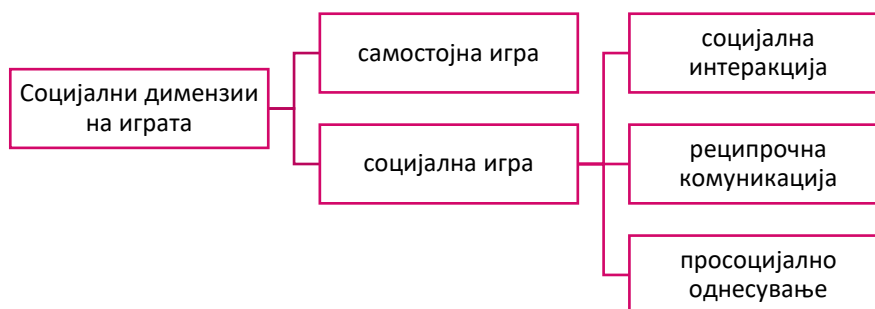 Социјални димензии
на играта
самостојна игра
социјална игра
социјална
интеракција
реципрочна
комуникација
просоцијално
однесување